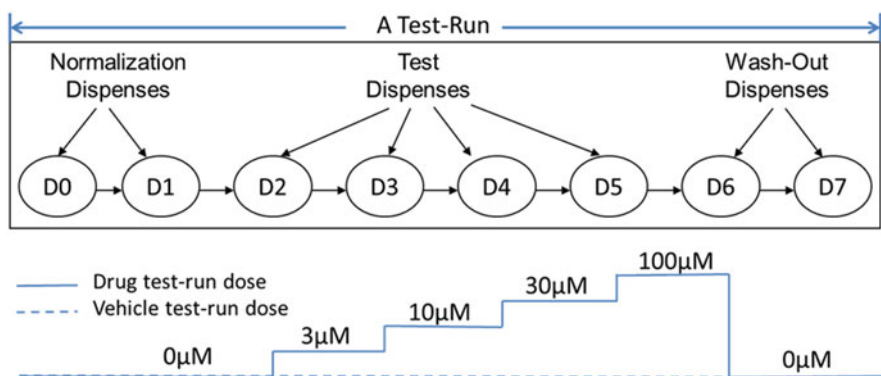 A Test-Run
Normalization
Dispenses
Test
Dispenses
Wash-Out
Dispenses
D0
D1
D2
D3
D4
D5
D6
D7
Drug test-run dose
Vehicle test-run dose
0µM
3µM
10µM
30µM
100µM
0µM